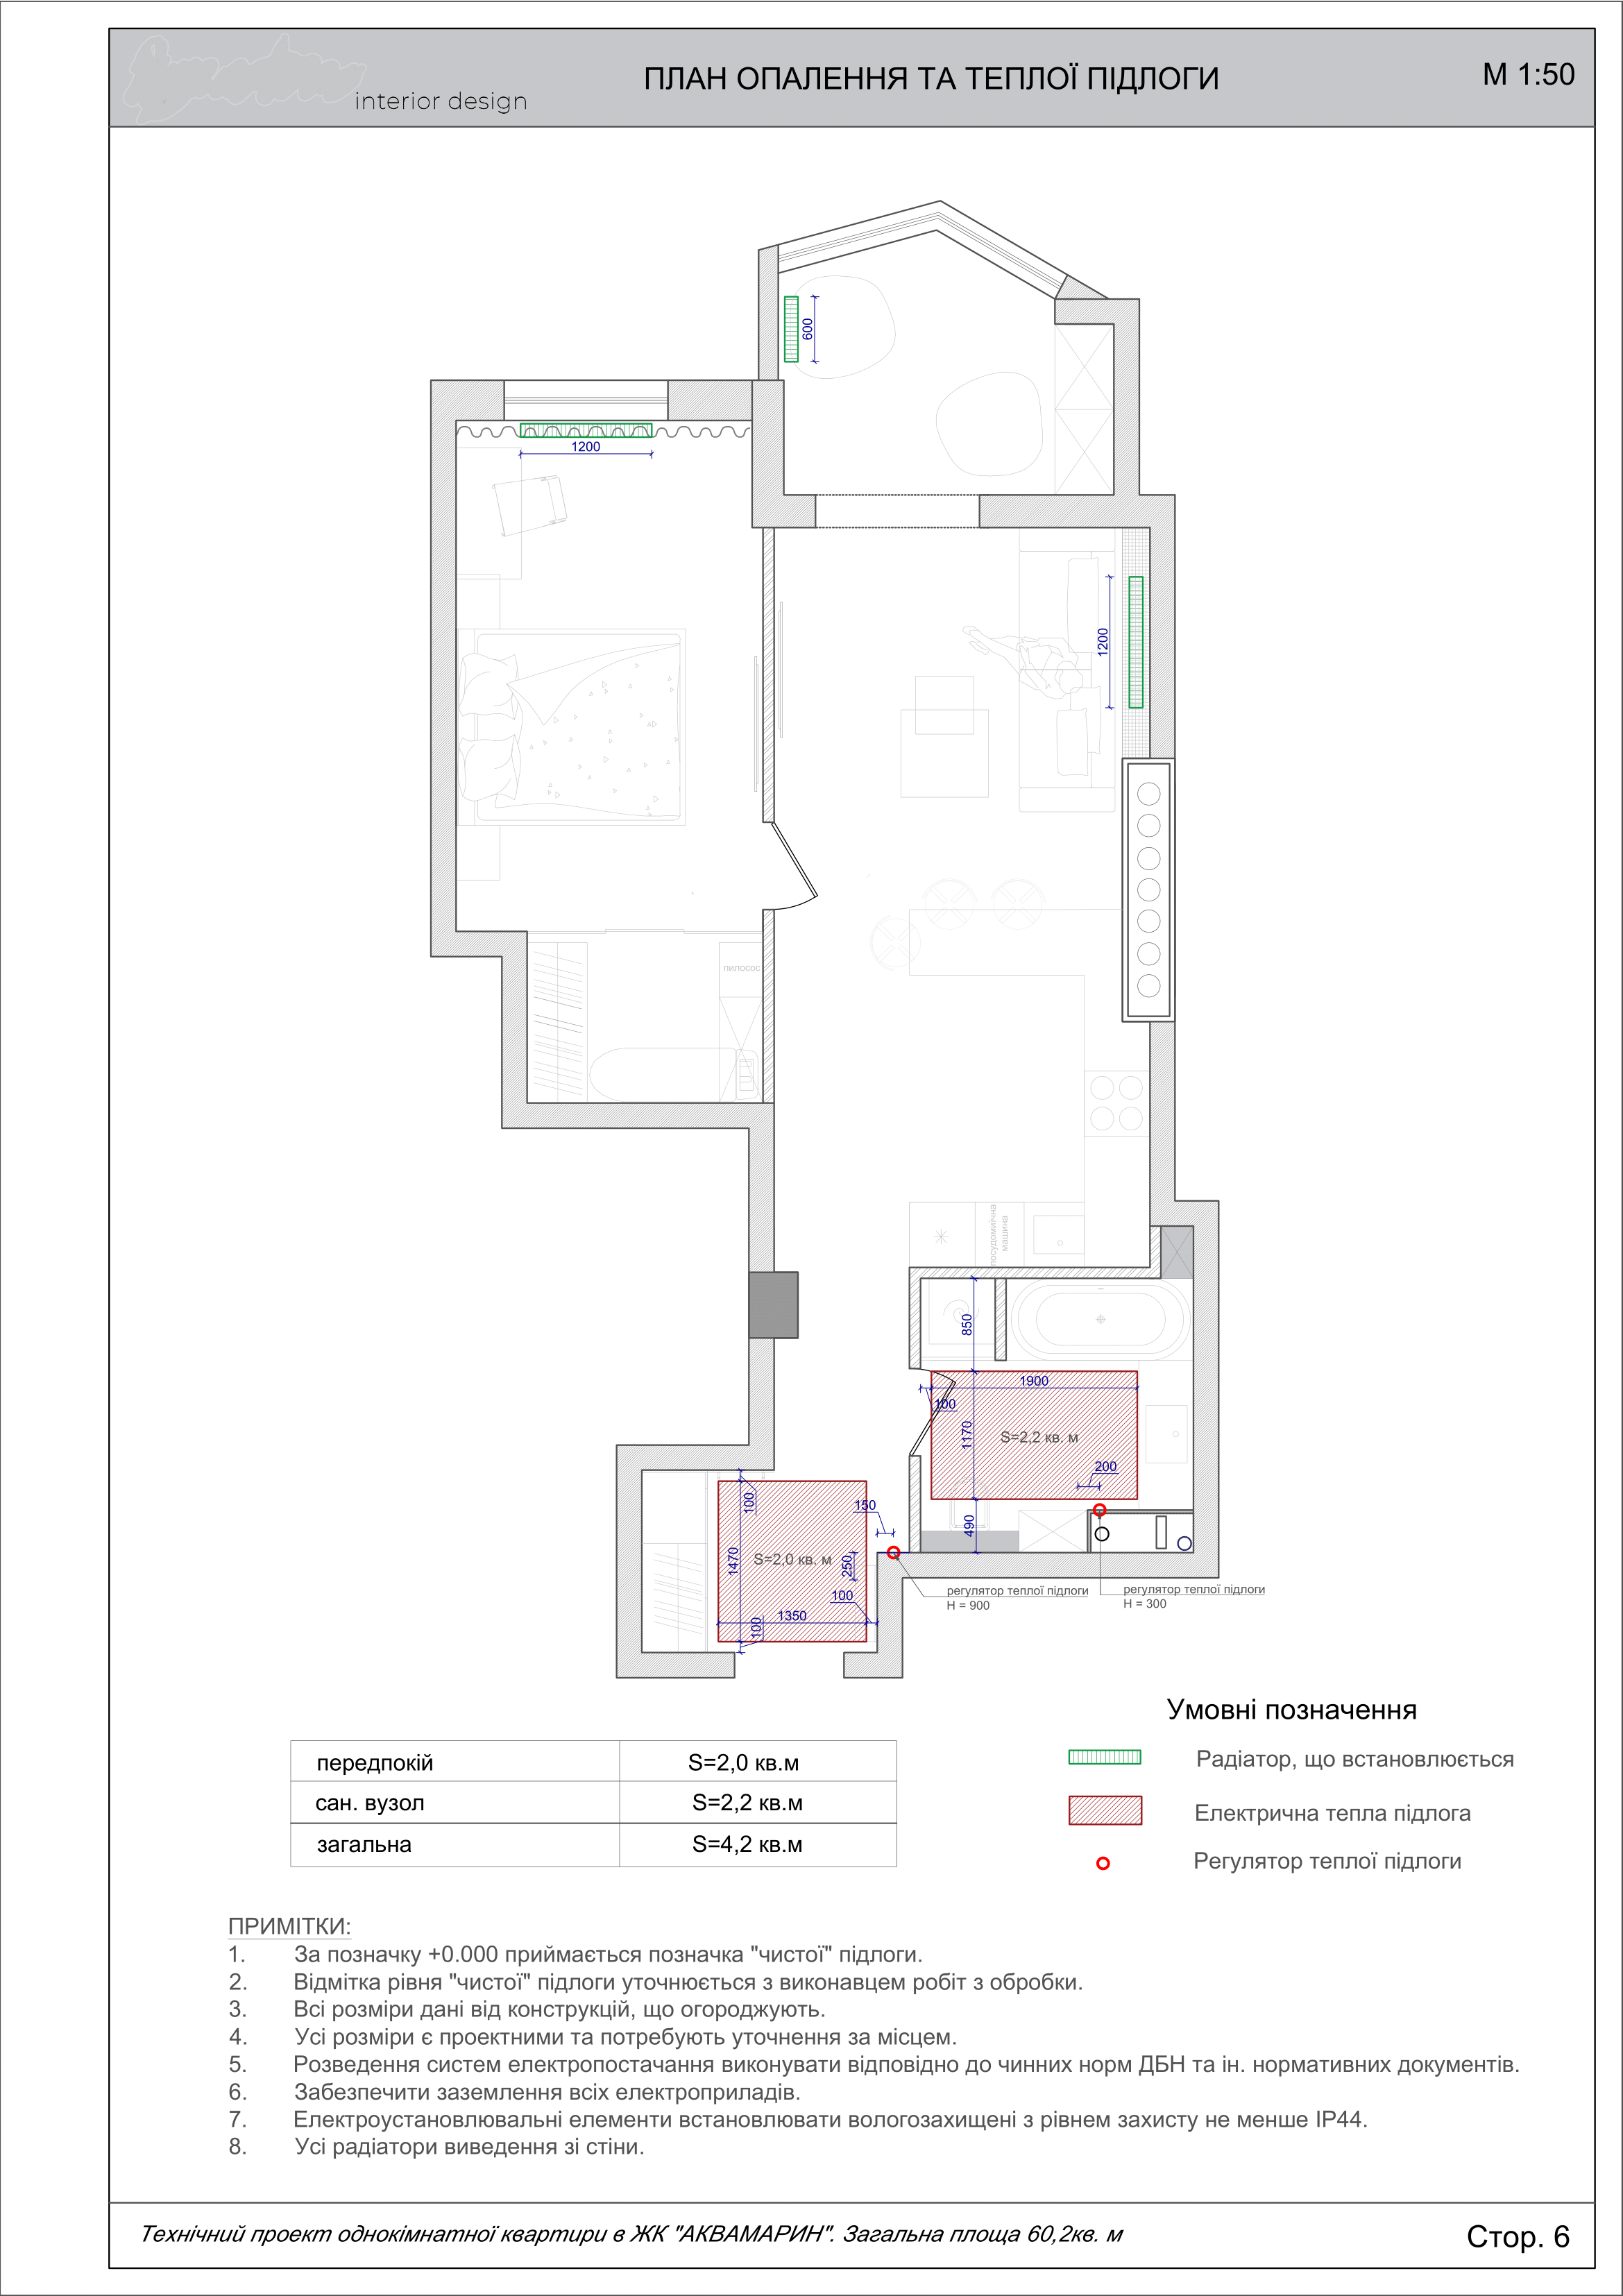 interior design
ПЛАН ОПАЛЕННЯ ТА ТЕПЛОЇ ПІДЛОГИ
М 1:50
600
1200
1200
пилосос
посудомийна
машина
850
1900
100
1170
S=2,2 кв. м
200
490
100
150
1470
S=2,0 кв. м
250
100
1350
100
регулятор теплої підлоги
Н = 900
регулятор теплої підлоги
Н = 300
передпокій S=2,0 кв.м
сан. вузол S=2,2 кв.м
загальна S=4,2 кв.м
Умовні позначення
Радіатор, що встановлюється
Електрична тепла підлога
Регулятор теплої підлоги
ПРИМІТКИ:
1. За позначку +0.000 приймається позначка "чистої" підлоги.
2. Відмітка рівня "чистої" підлоги уточнюється з виконавцем робіт з обробки.
3. Всі розміри дані від конструкцій, що огороджують.
4. Усі розміри є проектними та потребують уточнення за місцем.
5. Розведення систем електропостачання виконувати відповідно до чинних норм ДБН та ін. нормативних документів.
6. Забезпечити заземлення всіх електроприладів.
7. Електроустановлювальні елементи встановлювати вологозахищені з рівнем захисту не менше IP44.
8. Усі радіатори виведення зі стіни.
Технічний проект однокімнатної квартири в ЖК "АКВАМАРИН". Загальна площа 60,2кв. м
Стор. 6